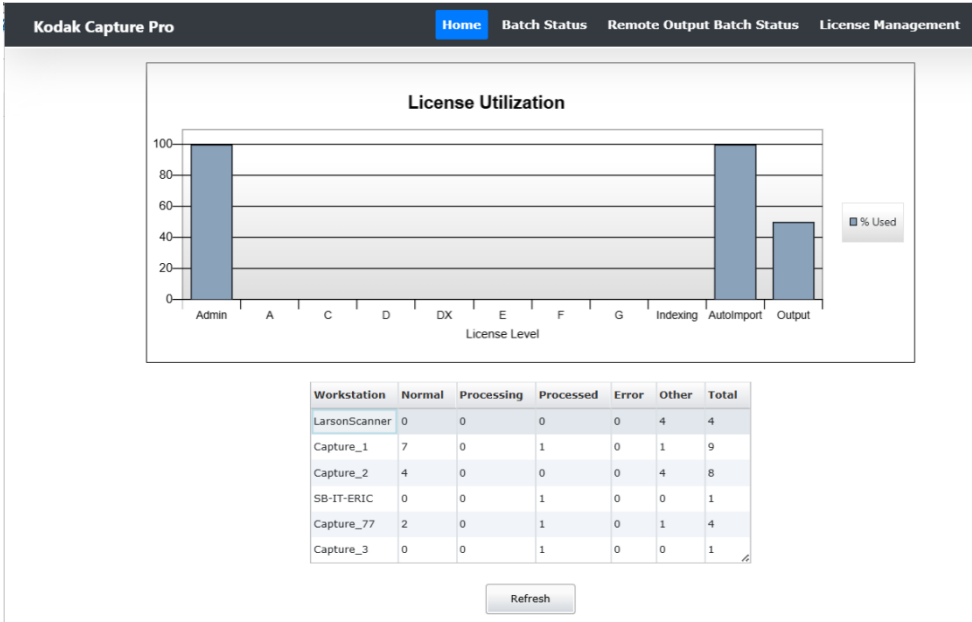 Kodak Capture Pro Home Batch Status Remote Output Batch Status License Management
License Utilization
100
80
60
40
20
0
% Used
Admin A C D DX E F G Indexing AutoImport Output
License Level
Workstation Normal Processing Processed Error Other Total
LarsonScanner 0 0 0 0 4 4
Capture_1 7 0 1 0 1 9
Capture_2 4 0 0 0 4 8
SB-IT-ERIC 0 0 1 0 0 1
Capture_77 2 0 1 0 1 4
Capture_3 0 0 1 0 0 1
Refresh